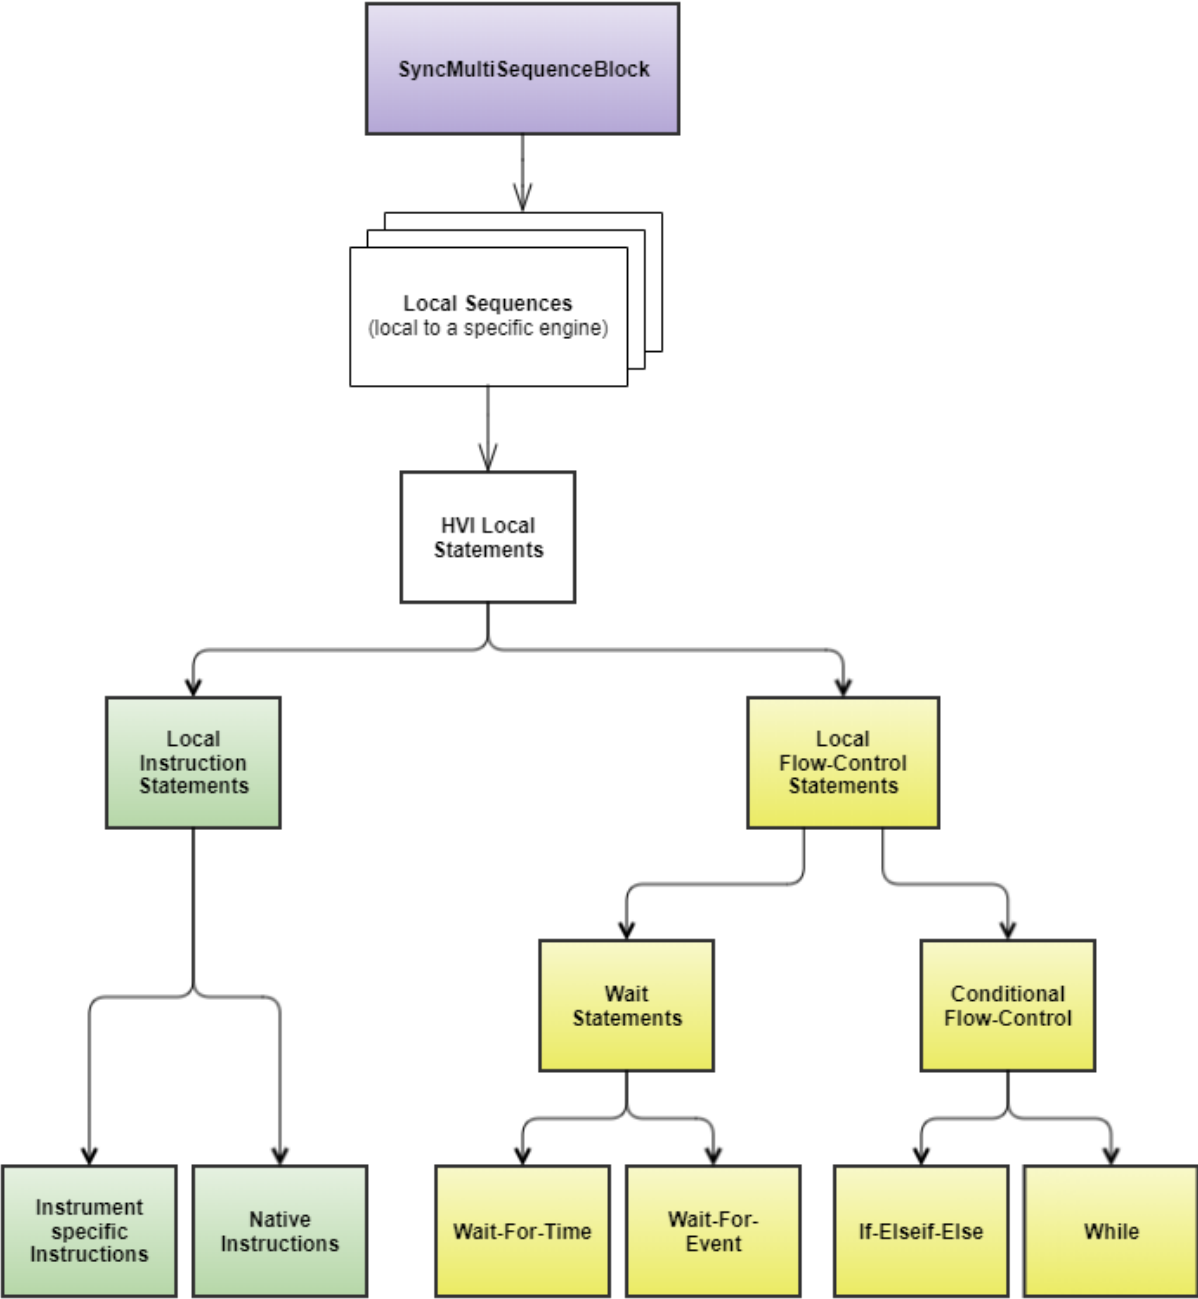 SyncMultiSequenceBlock
Local Sequences
(local to a specific engine)
HVI Local
Statements
Local
Instruction
Statements
Local
Flow-Control
Statements
Wait
Statements
Conditional
Flow-Control
Instrument
specific
Instructions
Native
Instructions
Wait-For-Time
Wait-For-
Event
If-Elseif-Else
While